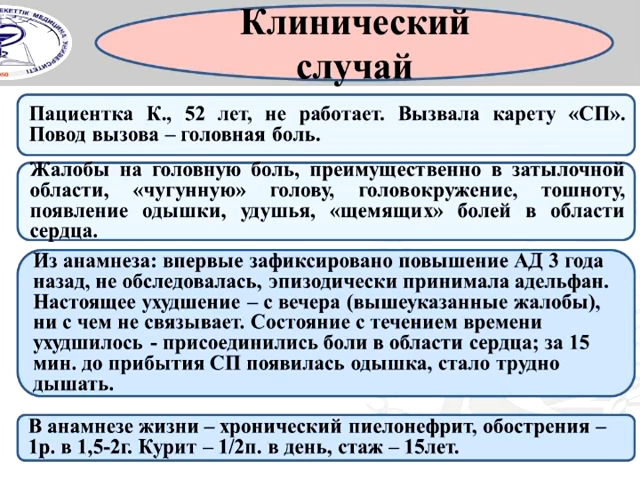 ЕКЕТТІК МЕДИЦИНА УНИВЕРСИТЕТІ
Клинический
случай
Пациентка К., 52 лет, не работает. Вызвала карету «СП».
Повод вызова – головная боль.
Жалобы на головную боль, преимущественно в затылочной
области, «чугунную» голову, головокружение, тошноту,
появление одышки, удушья, «щемящих» болей в области
сердца.
Из анамнеза: впервые зафиксировано повышение АД 3 года
назад, не обследовалась, эпизодически принимала адельфан.
Настоящее ухудшение – с вечера (вышеуказанные жалобы),
ни с чем не связывает. Состояние с течением времени
ухудшилось - присоединились боли в области сердца; за 15
мин. до прибытия СП появилась одышка, стало трудно
дышать.
В анамнезе жизни – хронический пиелонефрит, обострения –
1р. в 1,5-2г. Курит – 1/2п. в день, стаж – 15лет.